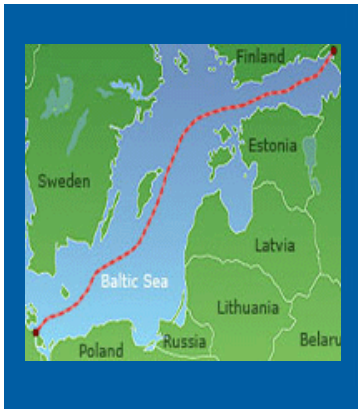 Finland
Estonia
Sweden
Latvia
Baltic Sea
Lithuania
Russia
Belaru
Poland